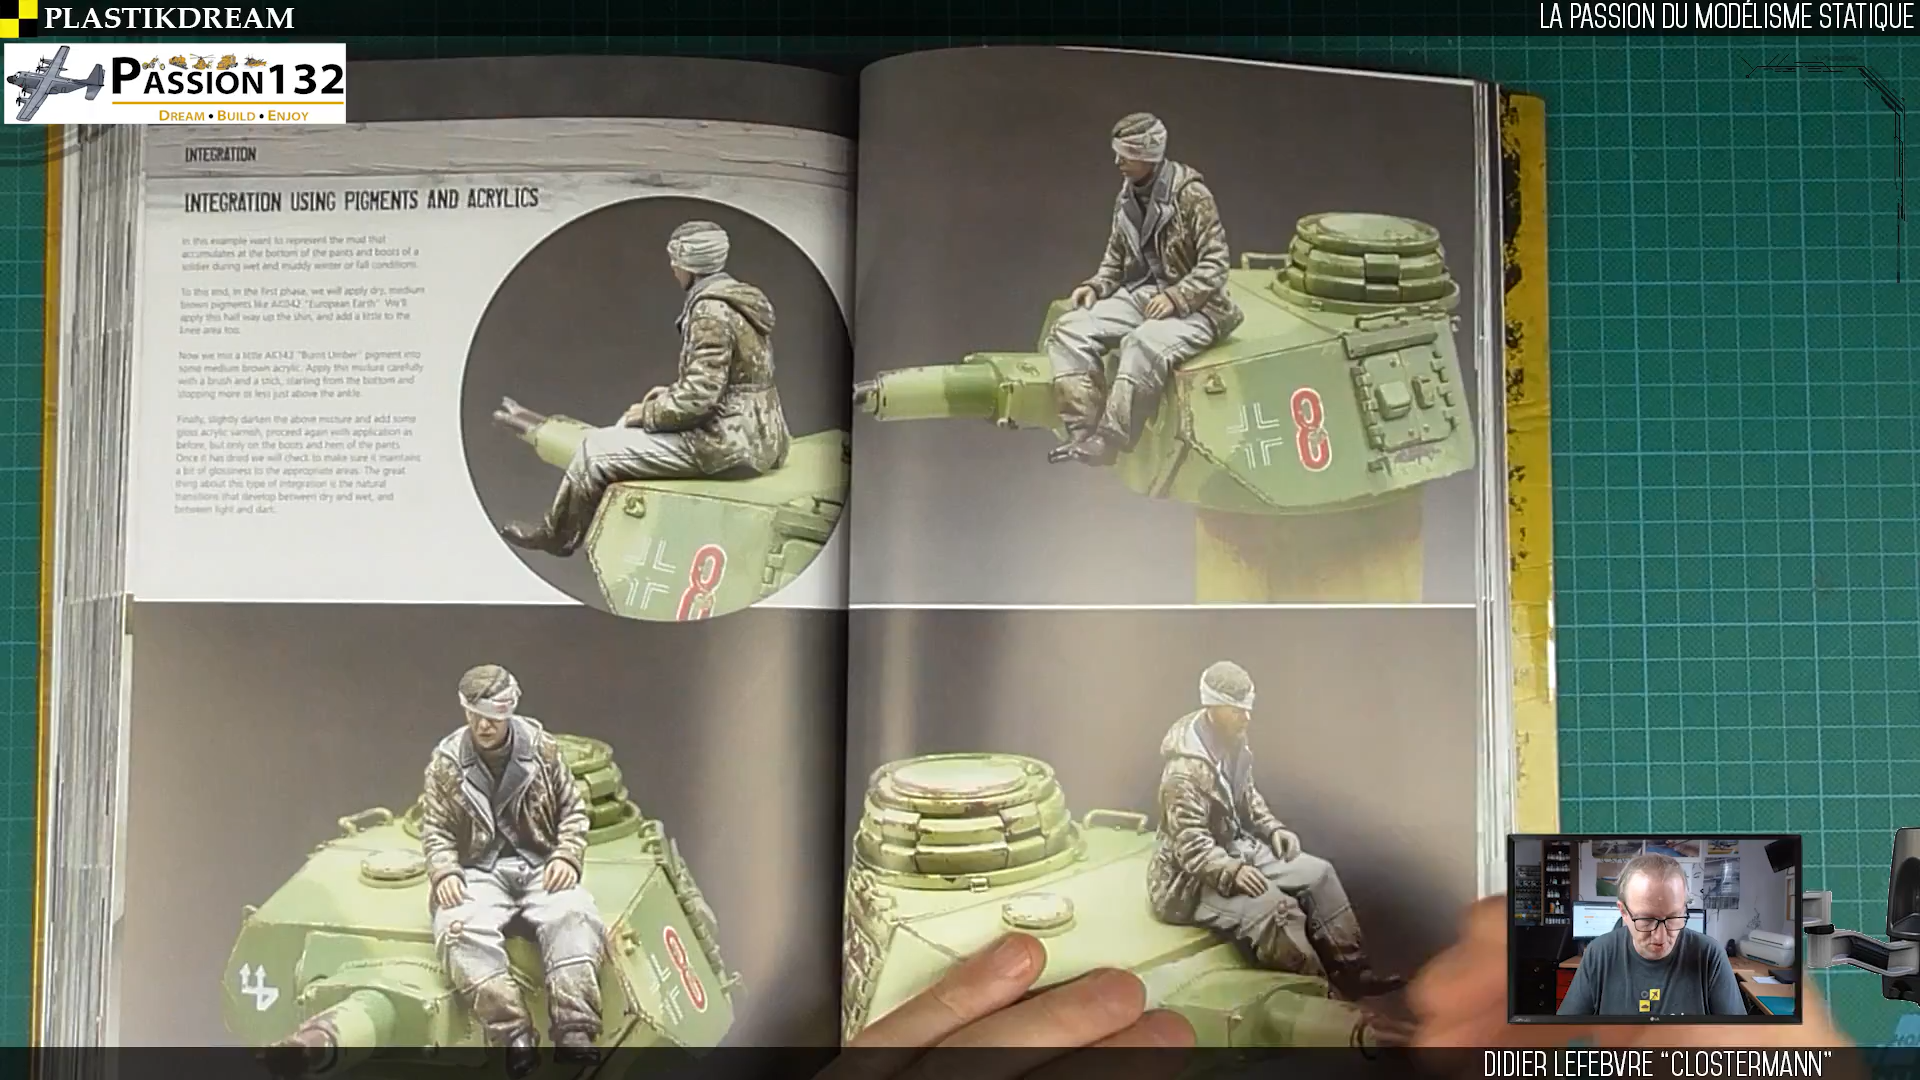 PLASTIKDREAM
LA PASSION DU MODÉLISME STATIQUE
PASSION132
DREAM • BUILD • ENJOY
INTEGRATION
INTEGRATION USING PIGMENTS AND ACRYLICS
In this example want to represent the mud that
accumulates at the bottom of the pants and boots of a
soldier during wet and muddy winter or fall conditions.
To this end, in the first phase, we will apply dry, medium
brown pigments like AK042 "European Earth". We'll
apply this half way up the shin, and add a little to the
knee area too.
Now we mix a little AK143 "Burnt Umber" pigment into
some medium brown acrylic. Apply this mixture carefully
with a brush and a stick, starting from the bottom and
stopping more or less just above the ankle.
Finally, slightly darken the above mixture and add some
gloss acrylic varnish, proceed again with application as
before, but only on the boots and hem of the pants.
Once it has dried we will check to make sure it maintains
a bit of glossiness to the appropriate areas. The great
thing about this type of integration is the natural
transitions that develop between dry and wet, and
between light and dark.
8
8
8
4
DIDIER LEFEBVRE "CLOSTERMANN"